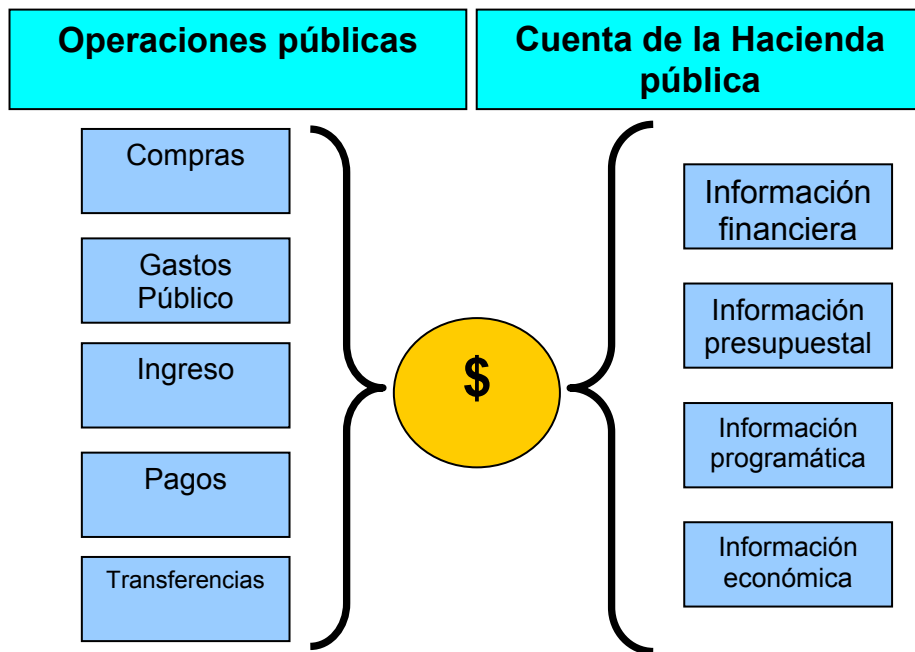 Operaciones públicas
Cuenta de la Hacienda
pública
Compras
Gastos
Público
Ingreso
Pagos
Transferencias
$
Información
financiera
Información
presupuestal
Información
programática
Información
económica